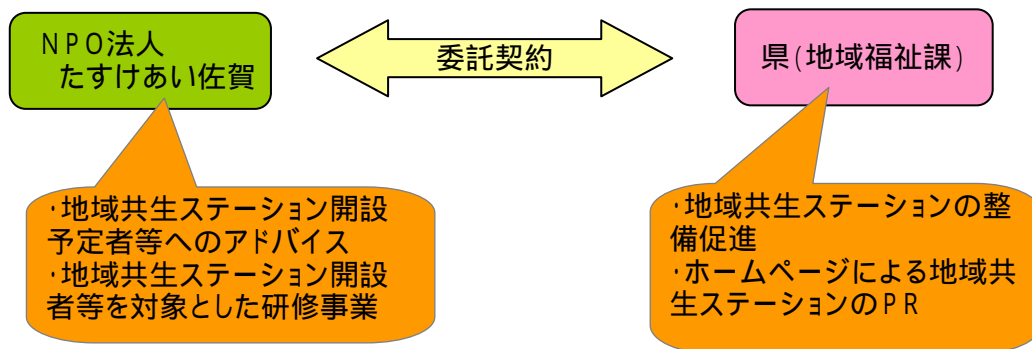 NPO法人
たすけあい佐賀
委託契約
県(地域福祉課)
・地域共生ステーション開設
予定者等へのアドバイス
・地域共生ステーション開設
者等を対象とした研修事業
・地域共生ステーションの整
備促進
・ホームページによる地域共
生ステーションのPR